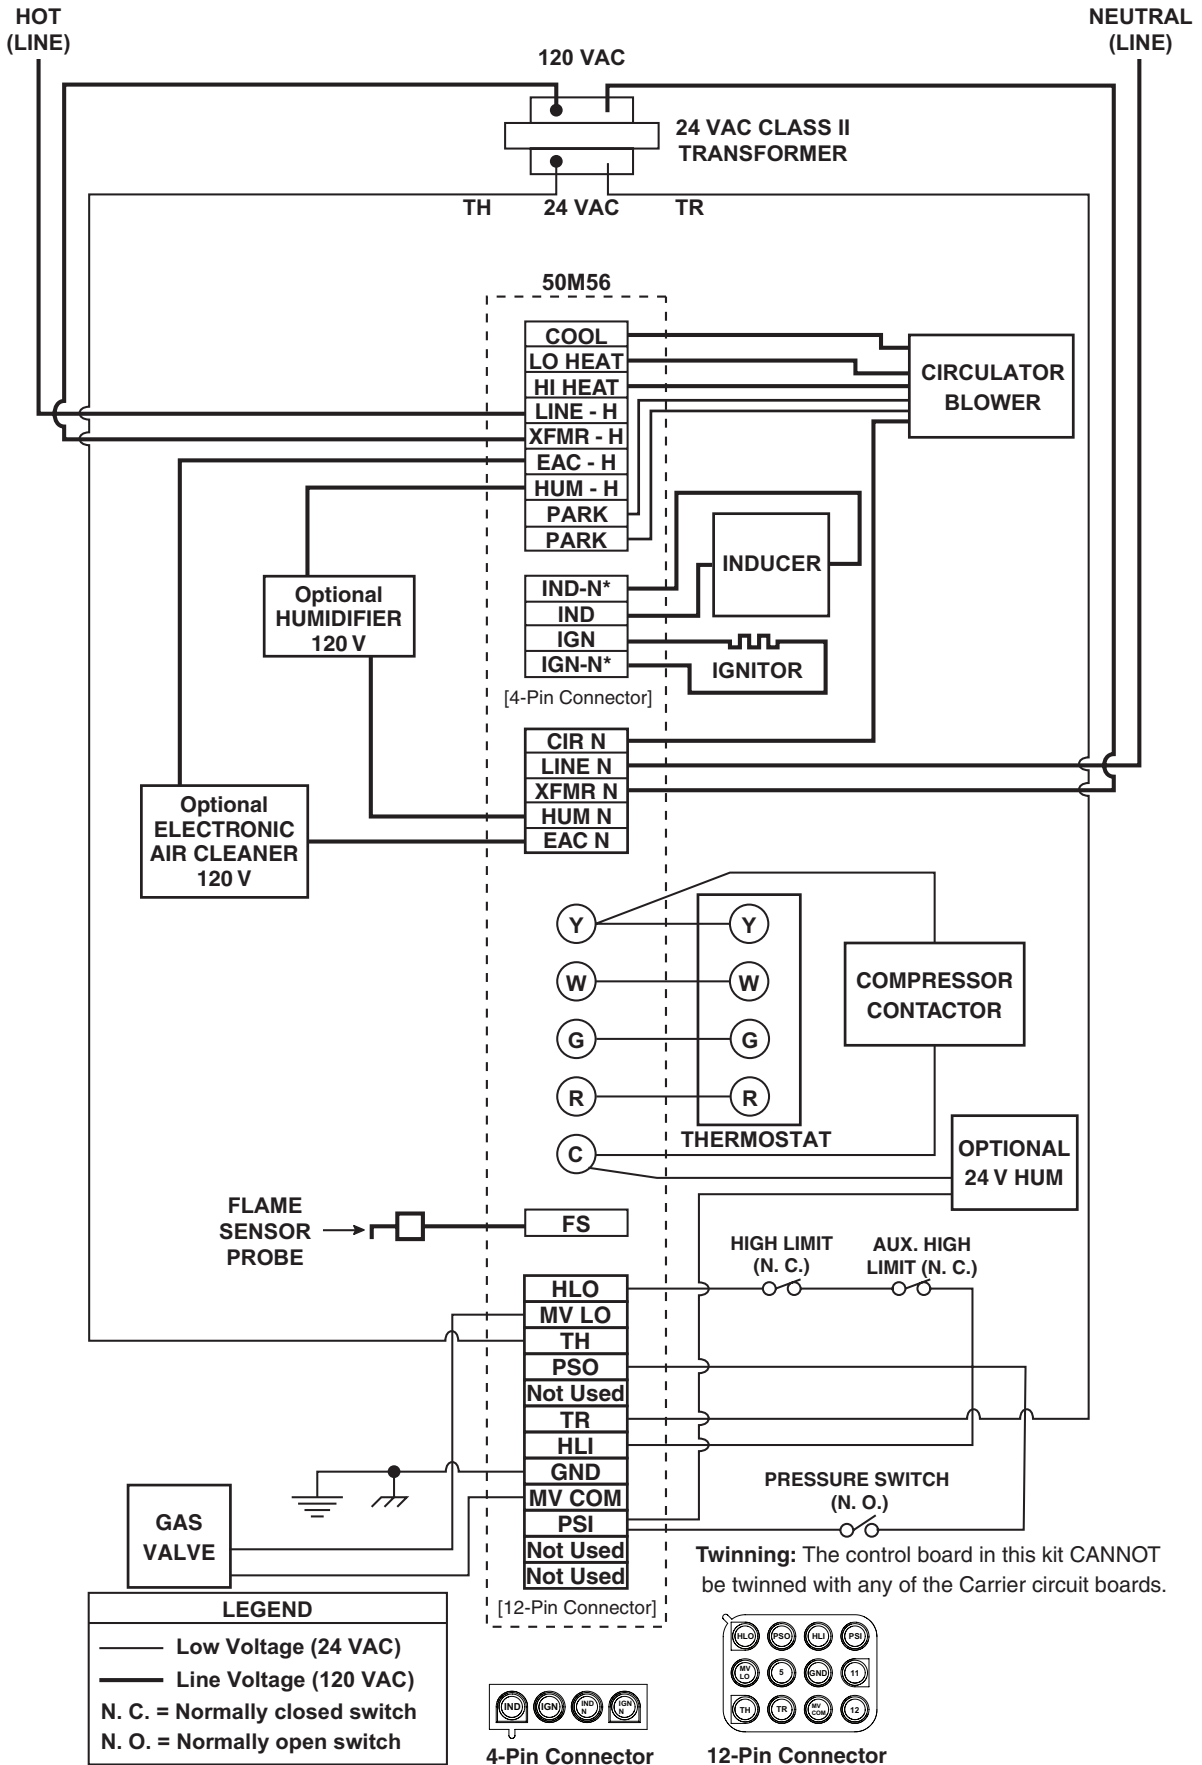 HOT
(LINE)
NEUTRAL
(LINE)
120 VAC
24 VAC CLASS II
TRANSFORMER
TH 24 VAC TR
50M56
COOL
LO HEAT
HI HEAT
LINE - H
XFMR - H
EAC - H
HUM - H
PARK
PARK
CIRCULATOR
BLOWER
INDUCER
Optional
HUMIDIFIER
120 V
IND-N*
IND
IGN
IGN-N*
IGNITOR
[4-Pin Connector]
CIR N
LINE N
XFMR N
HUM N
EAC N
Optional
ELECTRONIC
AIR CLEANER
120 V
Y Y
W W
G G
R R
C
THERMOSTAT
COMPRESSOR
CONTACTOR
OPTIONAL
24 V HUM
FLAME
SENSOR
PROBE
FS
HIGH LIMIT
(N. C.)
AUX. HIGH
LIMIT (N. C.)
HLO
MV LO
TH
PSO
Not Used
TR
HLI
GND
MV COM
PSI
Not Used
Not Used
[12-Pin Connector]
PRESSURE SWITCH
(N. O.)
GAS
VALVE
Twinning: The control board in this kit CANNOT
be twinned with any of the Carrier circuit boards.
LEGEND
Low Voltage (24 VAC)
Line Voltage (120 VAC)
N. C. = Normally closed switch
N. O. = Normally open switch
IND IGN IND N IGN N
4-Pin Connector
HLO PSO HLI PSI
MV LO 5 GND 11
TH TR MV COM 12
12-Pin Connector